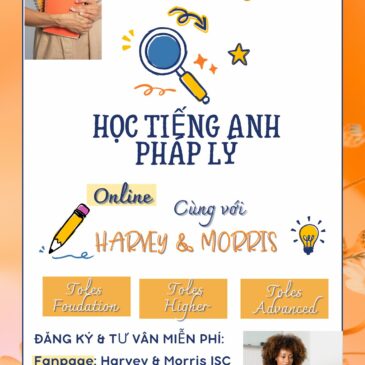 HỌC TIẾNG ANH
PHÁP LÝ
Online
Cùng với
HARVEY & MORRIS
Toles
Foudation
Toles
Higher
Toles
Advanced
ĐĂNG KÝ & TƯ VẤN MIỄN PHÍ:
Fanpage: Harvey & Morris ISC